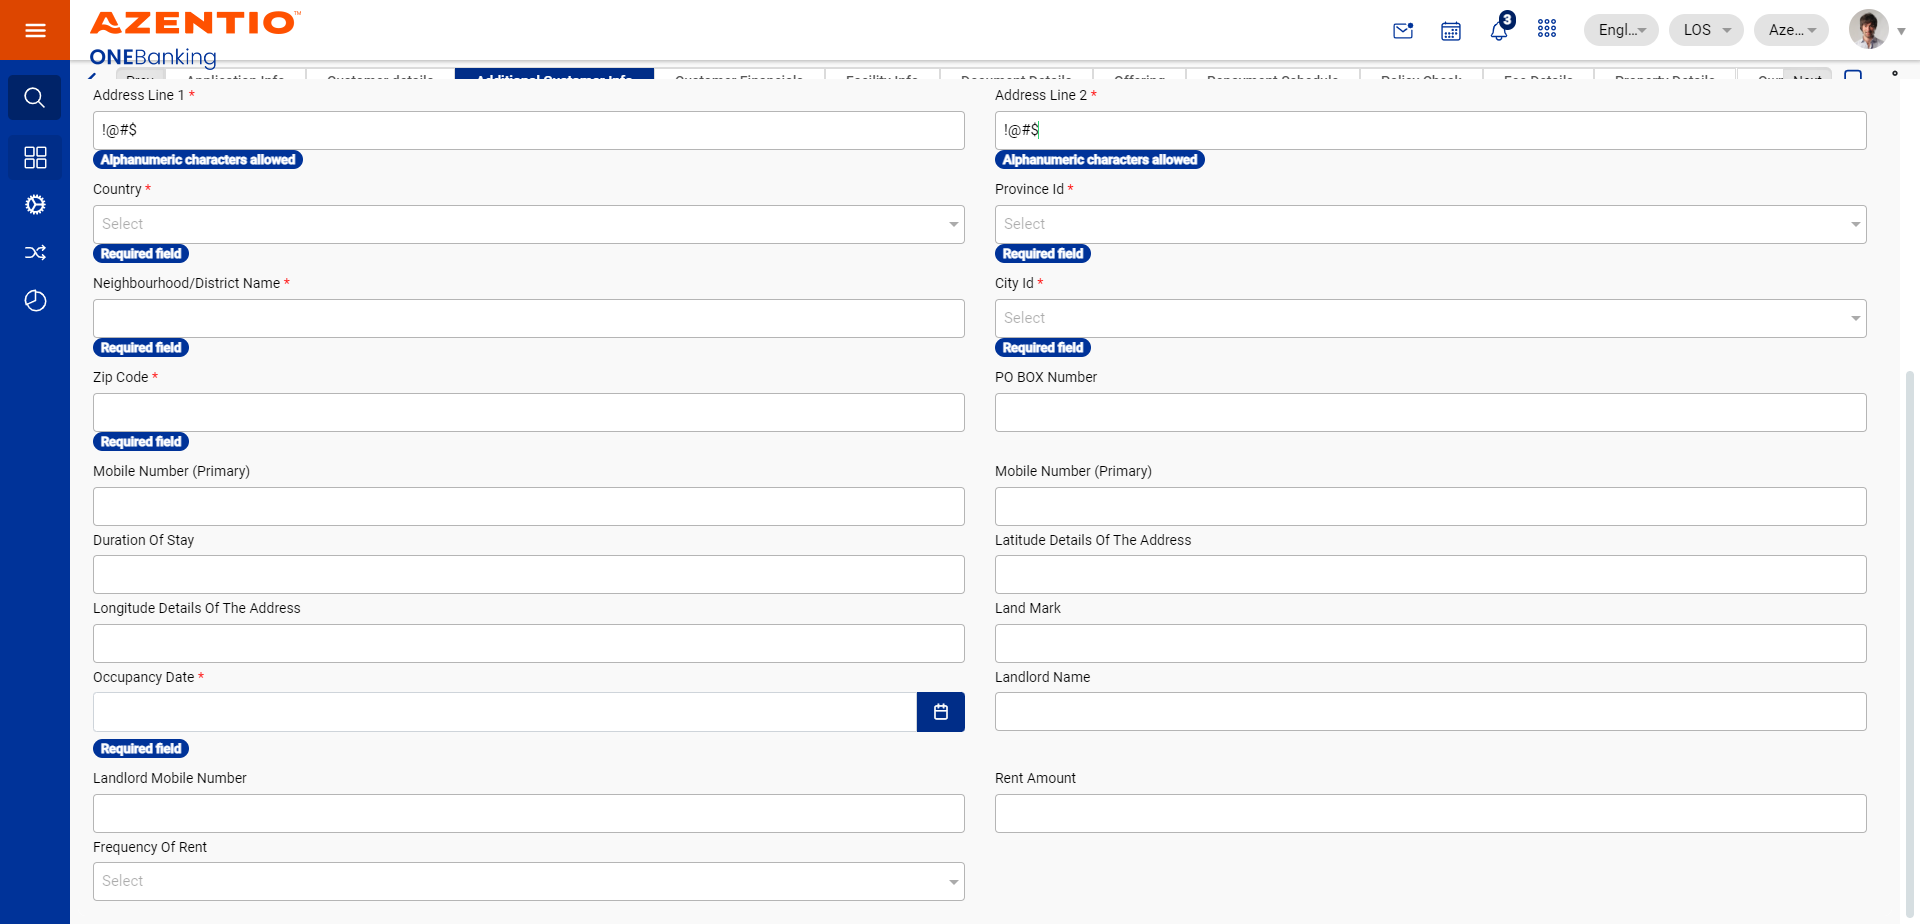 AZENTIO™
ONEBanking
3
Engl...
LOS
Aze...
Prev
Application Info
Customer details
Additional Customer Info
Customer Financials
Facility Info
Document Details
Offering
Repayment Schedule
Policy Check
Fee Details
Property Details
Next
Address Line 1 *
Address Line 2 *
!@#$
!@#$
Alphanumeric characters allowed
Alphanumeric characters allowed
Country *
Province Id *
Select
Select
Required field
Required field
Neighbourhood/District Name *
City Id *
Select
Required field
Required field
Zip Code *
PO BOX Number
Required field
Mobile Number (Primary)
Mobile Number (Primary)
Duration Of Stay
Latitude Details Of The Address
Longitude Details Of The Address
Land Mark
Occupancy Date *
Landlord Name
Required field
Landlord Mobile Number
Rent Amount
Frequency Of Rent
Select